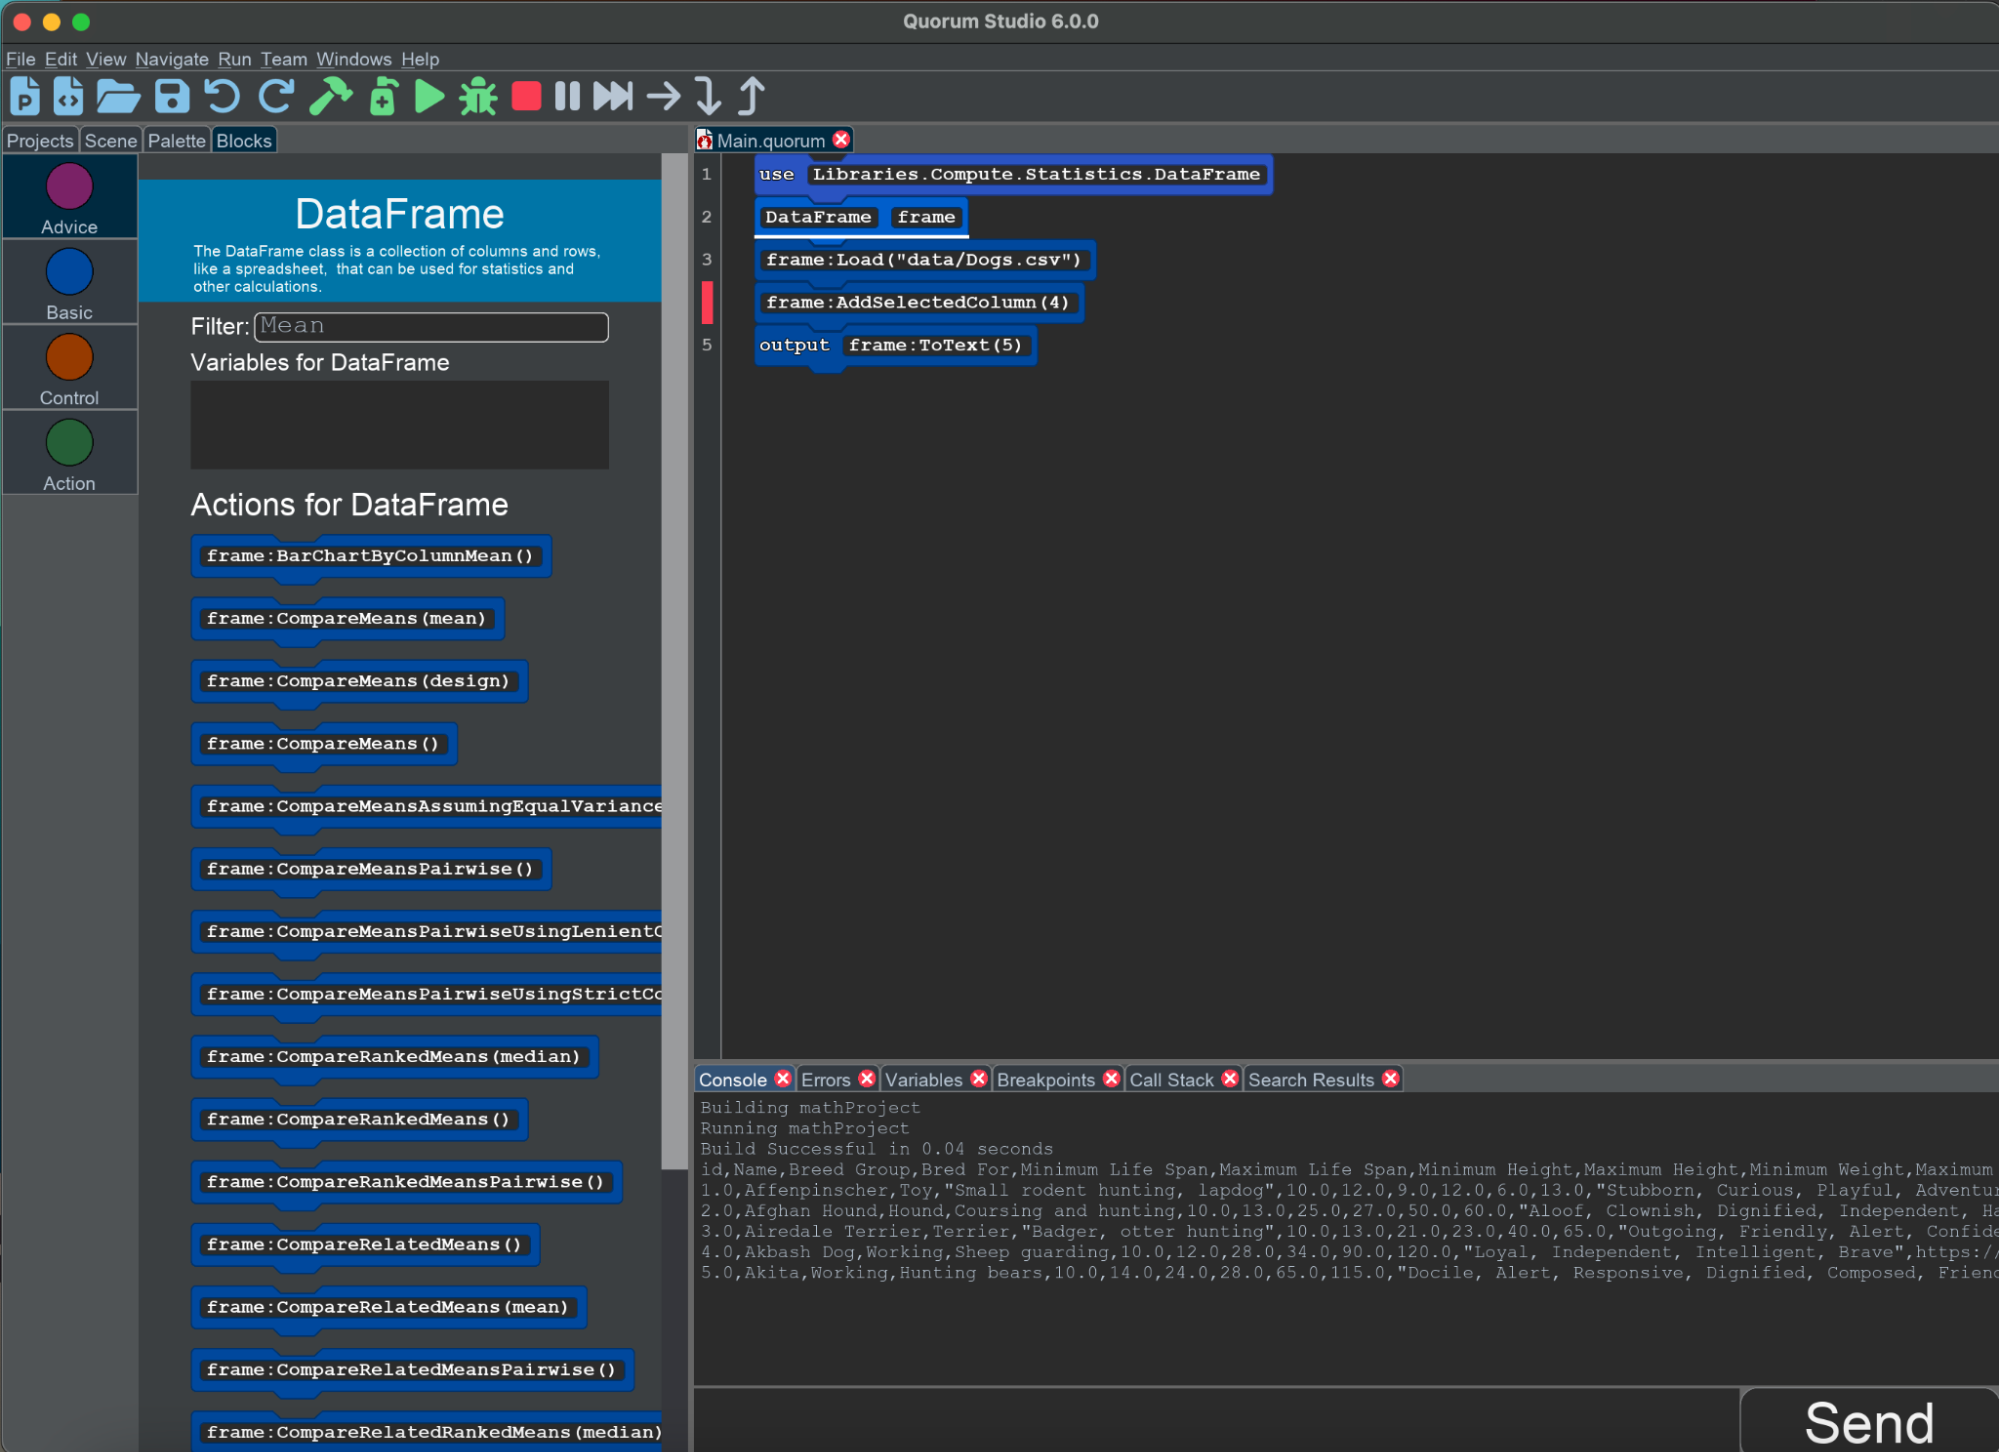 Quorum Studio 6.0.0
File Edit View Navigate Run Team Windows Help
Projects Scene Palette Blocks
Advice
Basic
Control
Action
DataFrame
The DataFrame class is a collection of columns and rows,
like a spreadsheet, that can be used for statistics and
other calculations.
Filter: Mean
Variables for DataFrame
Actions for DataFrame
frame:BarChartByColumnMean()
frame:CompareMeans(mean)
frame:CompareMeans(design)
frame:CompareMeans()
frame:CompareMeansAssumingEqualVariance
frame:CompareMeansPairwise()
frame:CompareMeansPairwiseUsingLenientC
frame:CompareMeansPairwiseUsingStrictCo
frame:CompareRankedMeans(median)
frame:CompareRankedMeans()
frame:CompareRankedMeansPairwise()
frame:CompareRelatedMeans()
frame:CompareRelatedMeans(mean)
frame:CompareRelatedMeansPairwise()
frame:CompareRelatedRankedMeans(median)
Main.quorum
1 use Libraries.Compute.Statistics.DataFrame
2 DataFrame frame
3 frame:Load("data/Dogs.csv")
frame:AddSelectedColumn(4)
5 output frame:ToText(5)
Console Errors Variables Breakpoints Call Stack Search Results
Building mathProject
Running mathProject
Build Successful in 0.04 seconds
id,Name,Breed Group,Bred For,Minimum Life Span,Maximum Life Span,Minimum Height,Maximum Height,Minimum Weight,Maximum
1.0,Affenpinscher,Toy,"Small rodent hunting, lapdog",10.0,12.0,9.0,12.0,6.0,13.0,"Stubborn, Curious, Playful, Adventu
2.0,Afghan Hound,Hound,Coursing and hunting,10.0,13.0,25.0,27.0,50.0,60.0,"Aloof, Clownish, Dignified, Independent, Ha
3.0,Airedale Terrier,Terrier,"Badger, otter hunting",10.0,13.0,21.0,23.0,40.0,65.0,"Outgoing, Friendly, Alert, Confide
4.0,Akbash Dog,Working,Sheep guarding,10.0,12.0,28.0,34.0,90.0,120.0,"Loyal, Independent, Intelligent, Brave",https:/
5.0,Akita,Working,Hunting bears,10.0,14.0,24.0,28.0,65.0,115.0,"Docile, Alert, Responsive, Dignified, Composed, Frien
Send